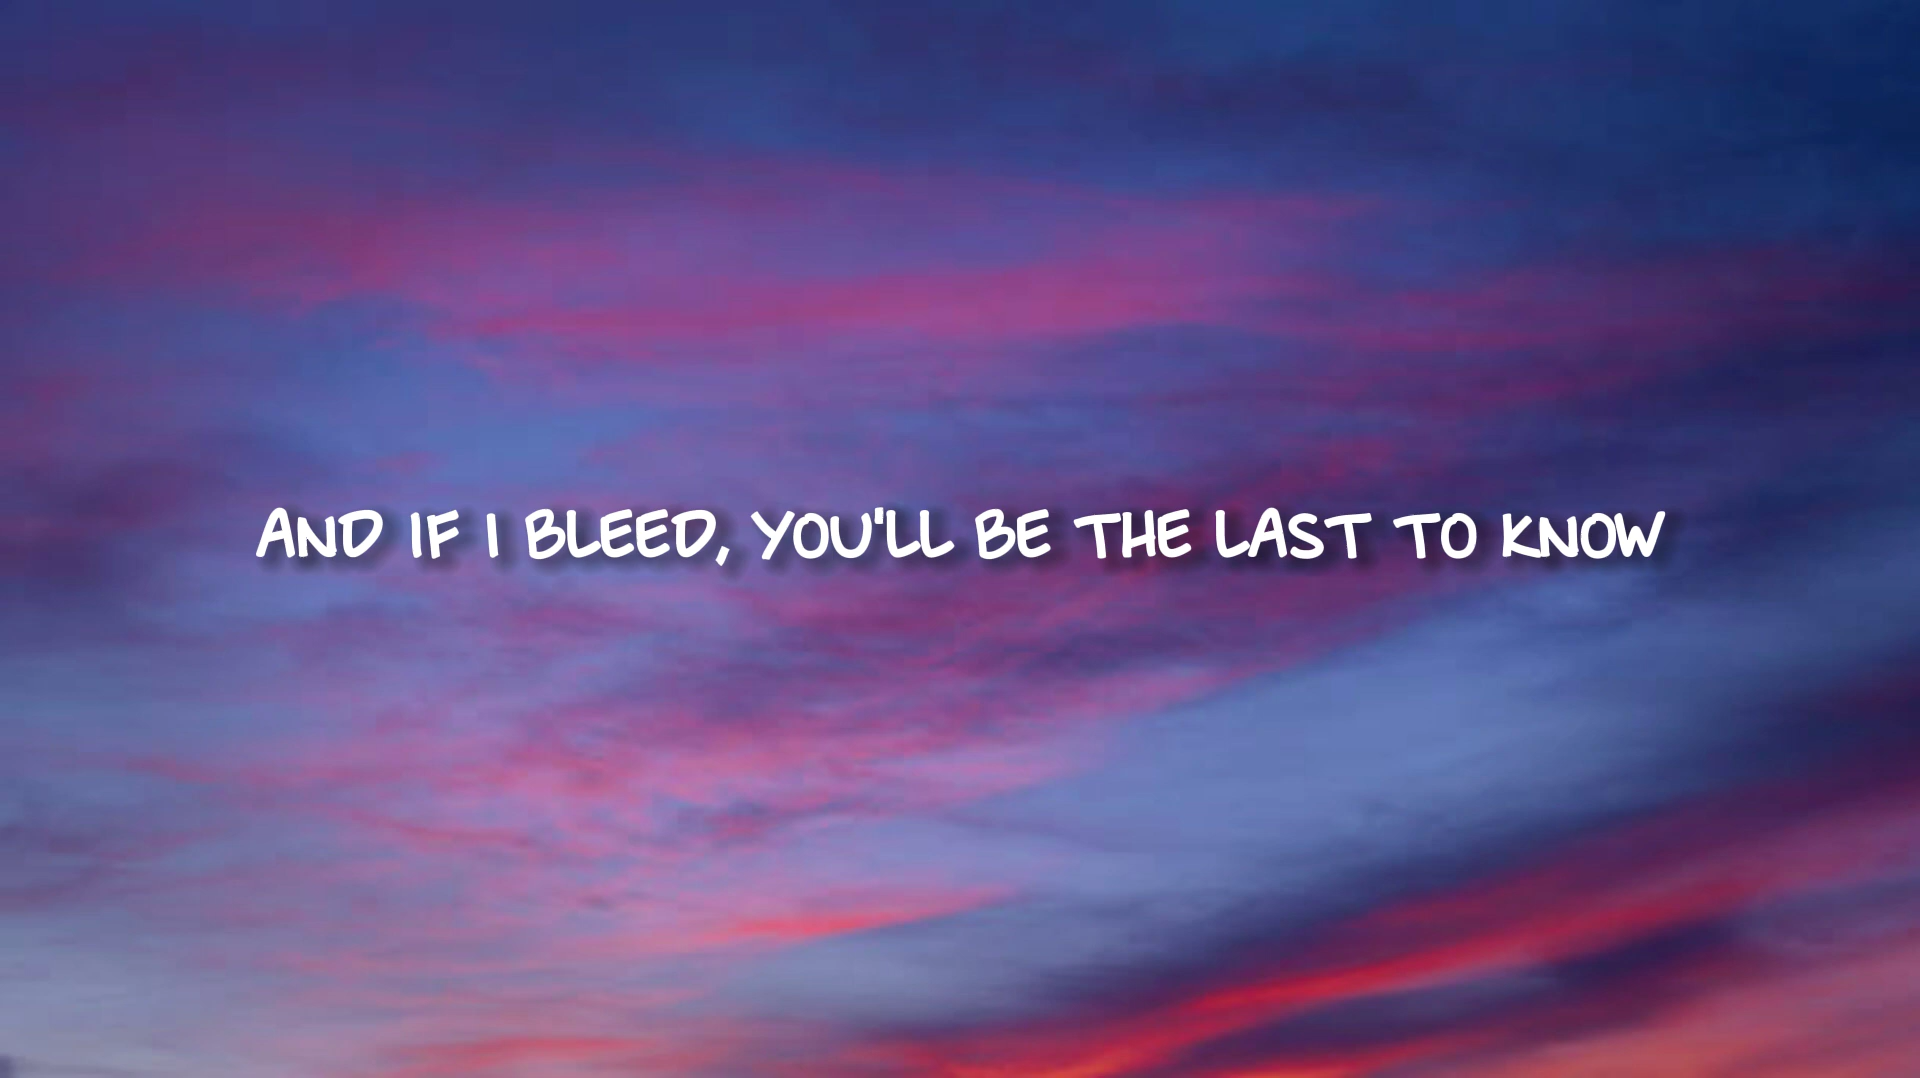 AND IF I BLEED, YOU'LL BE THE LAST TO KNOW